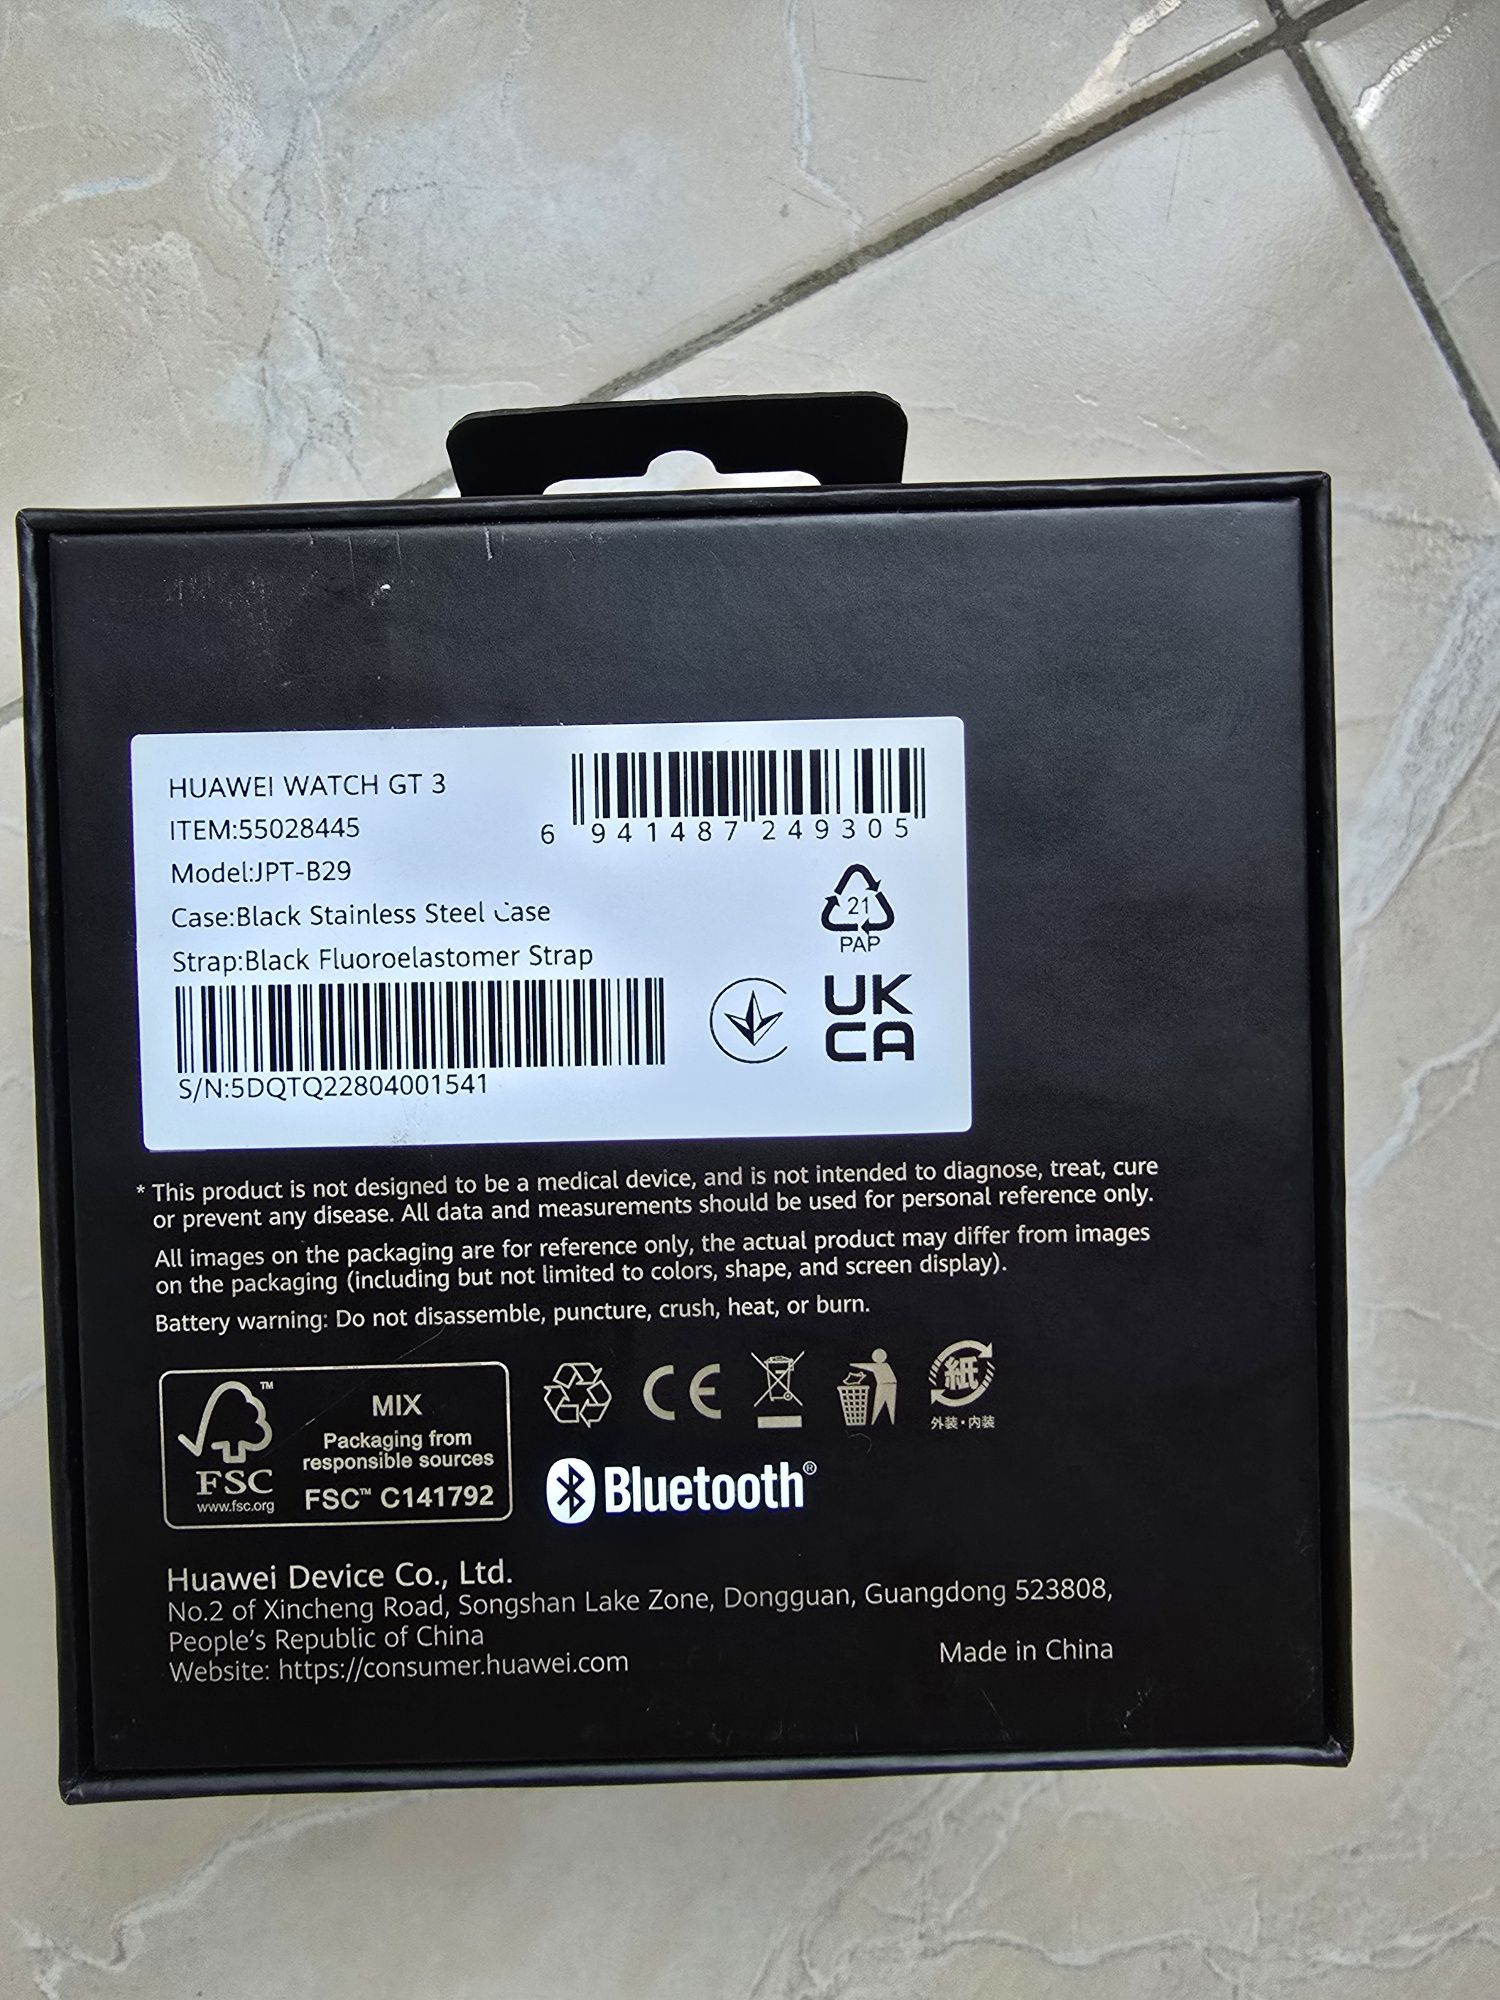 HUAWEI WATCH GT 3
ITEM:55028445
Model:JPT-B29
Case:Black Stainless Steel Case
Strap:Black Fluoroelastomer Strap
6 941487 249305
21
PAP
UK
CA
S/N:5DQTQ22804001541
* This product is not designed to be a medical device, and is not intended to diagnose, treat, cure
or prevent any disease. All data and measurements should be used for personal reference only.
All images on the packaging are for reference only, the actual product may differ from images
on the packaging (including but not limited to colors, shape, and screen display).
Battery warning: Do not disassemble, puncture, crush, heat, or burn.
FSC
www.fsc.org
™
MIX
Packaging from
responsible sources
FSC™ C141792
CE
紙
外装・内装
Bluetooth®
Huawei Device Co., Ltd.
No.2 of Xincheng Road, Songshan Lake Zone, Dongguan, Guangdong 523808,
People's Republic of China
Website: https://consumer.huawei.com
Made in China